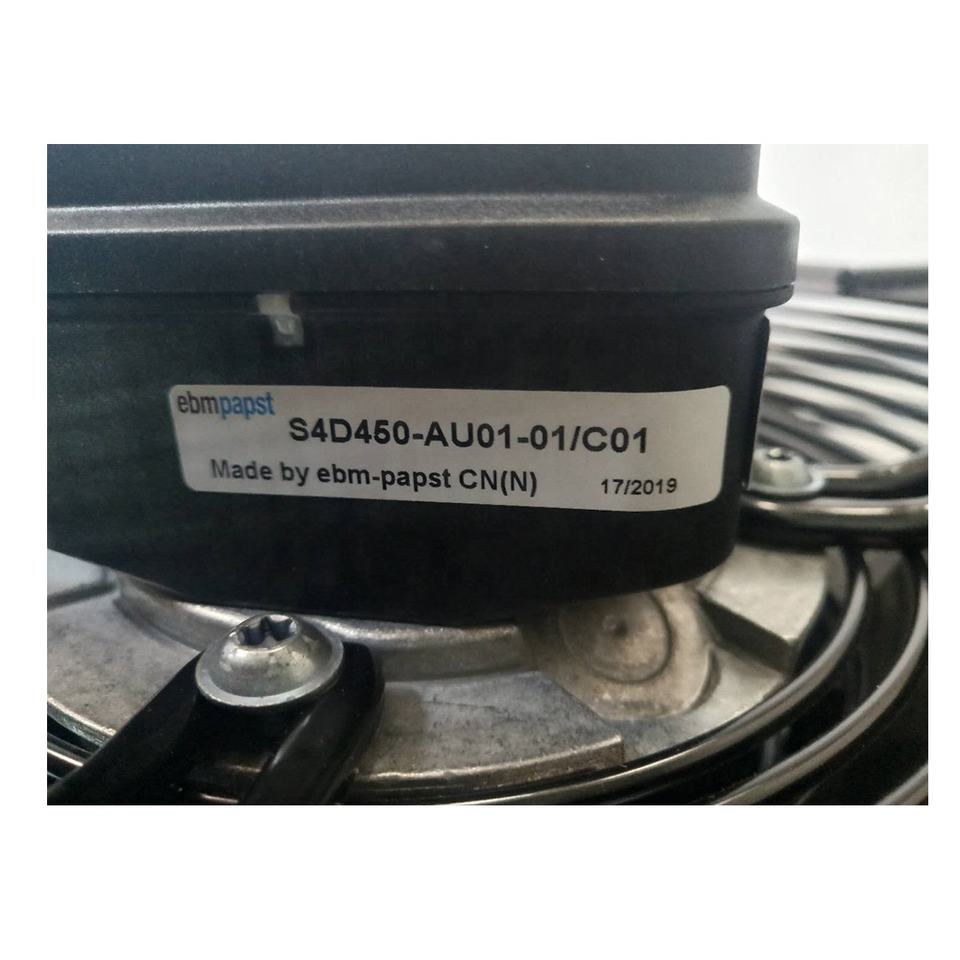 ebmpapst
S4D450-AU01-01/C01
Made by ebm-papst CN(N) 17/2019